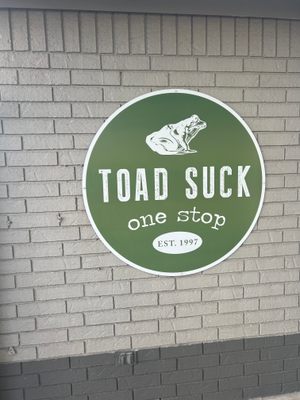 TOAD SUCK
one stop
EST. 1997